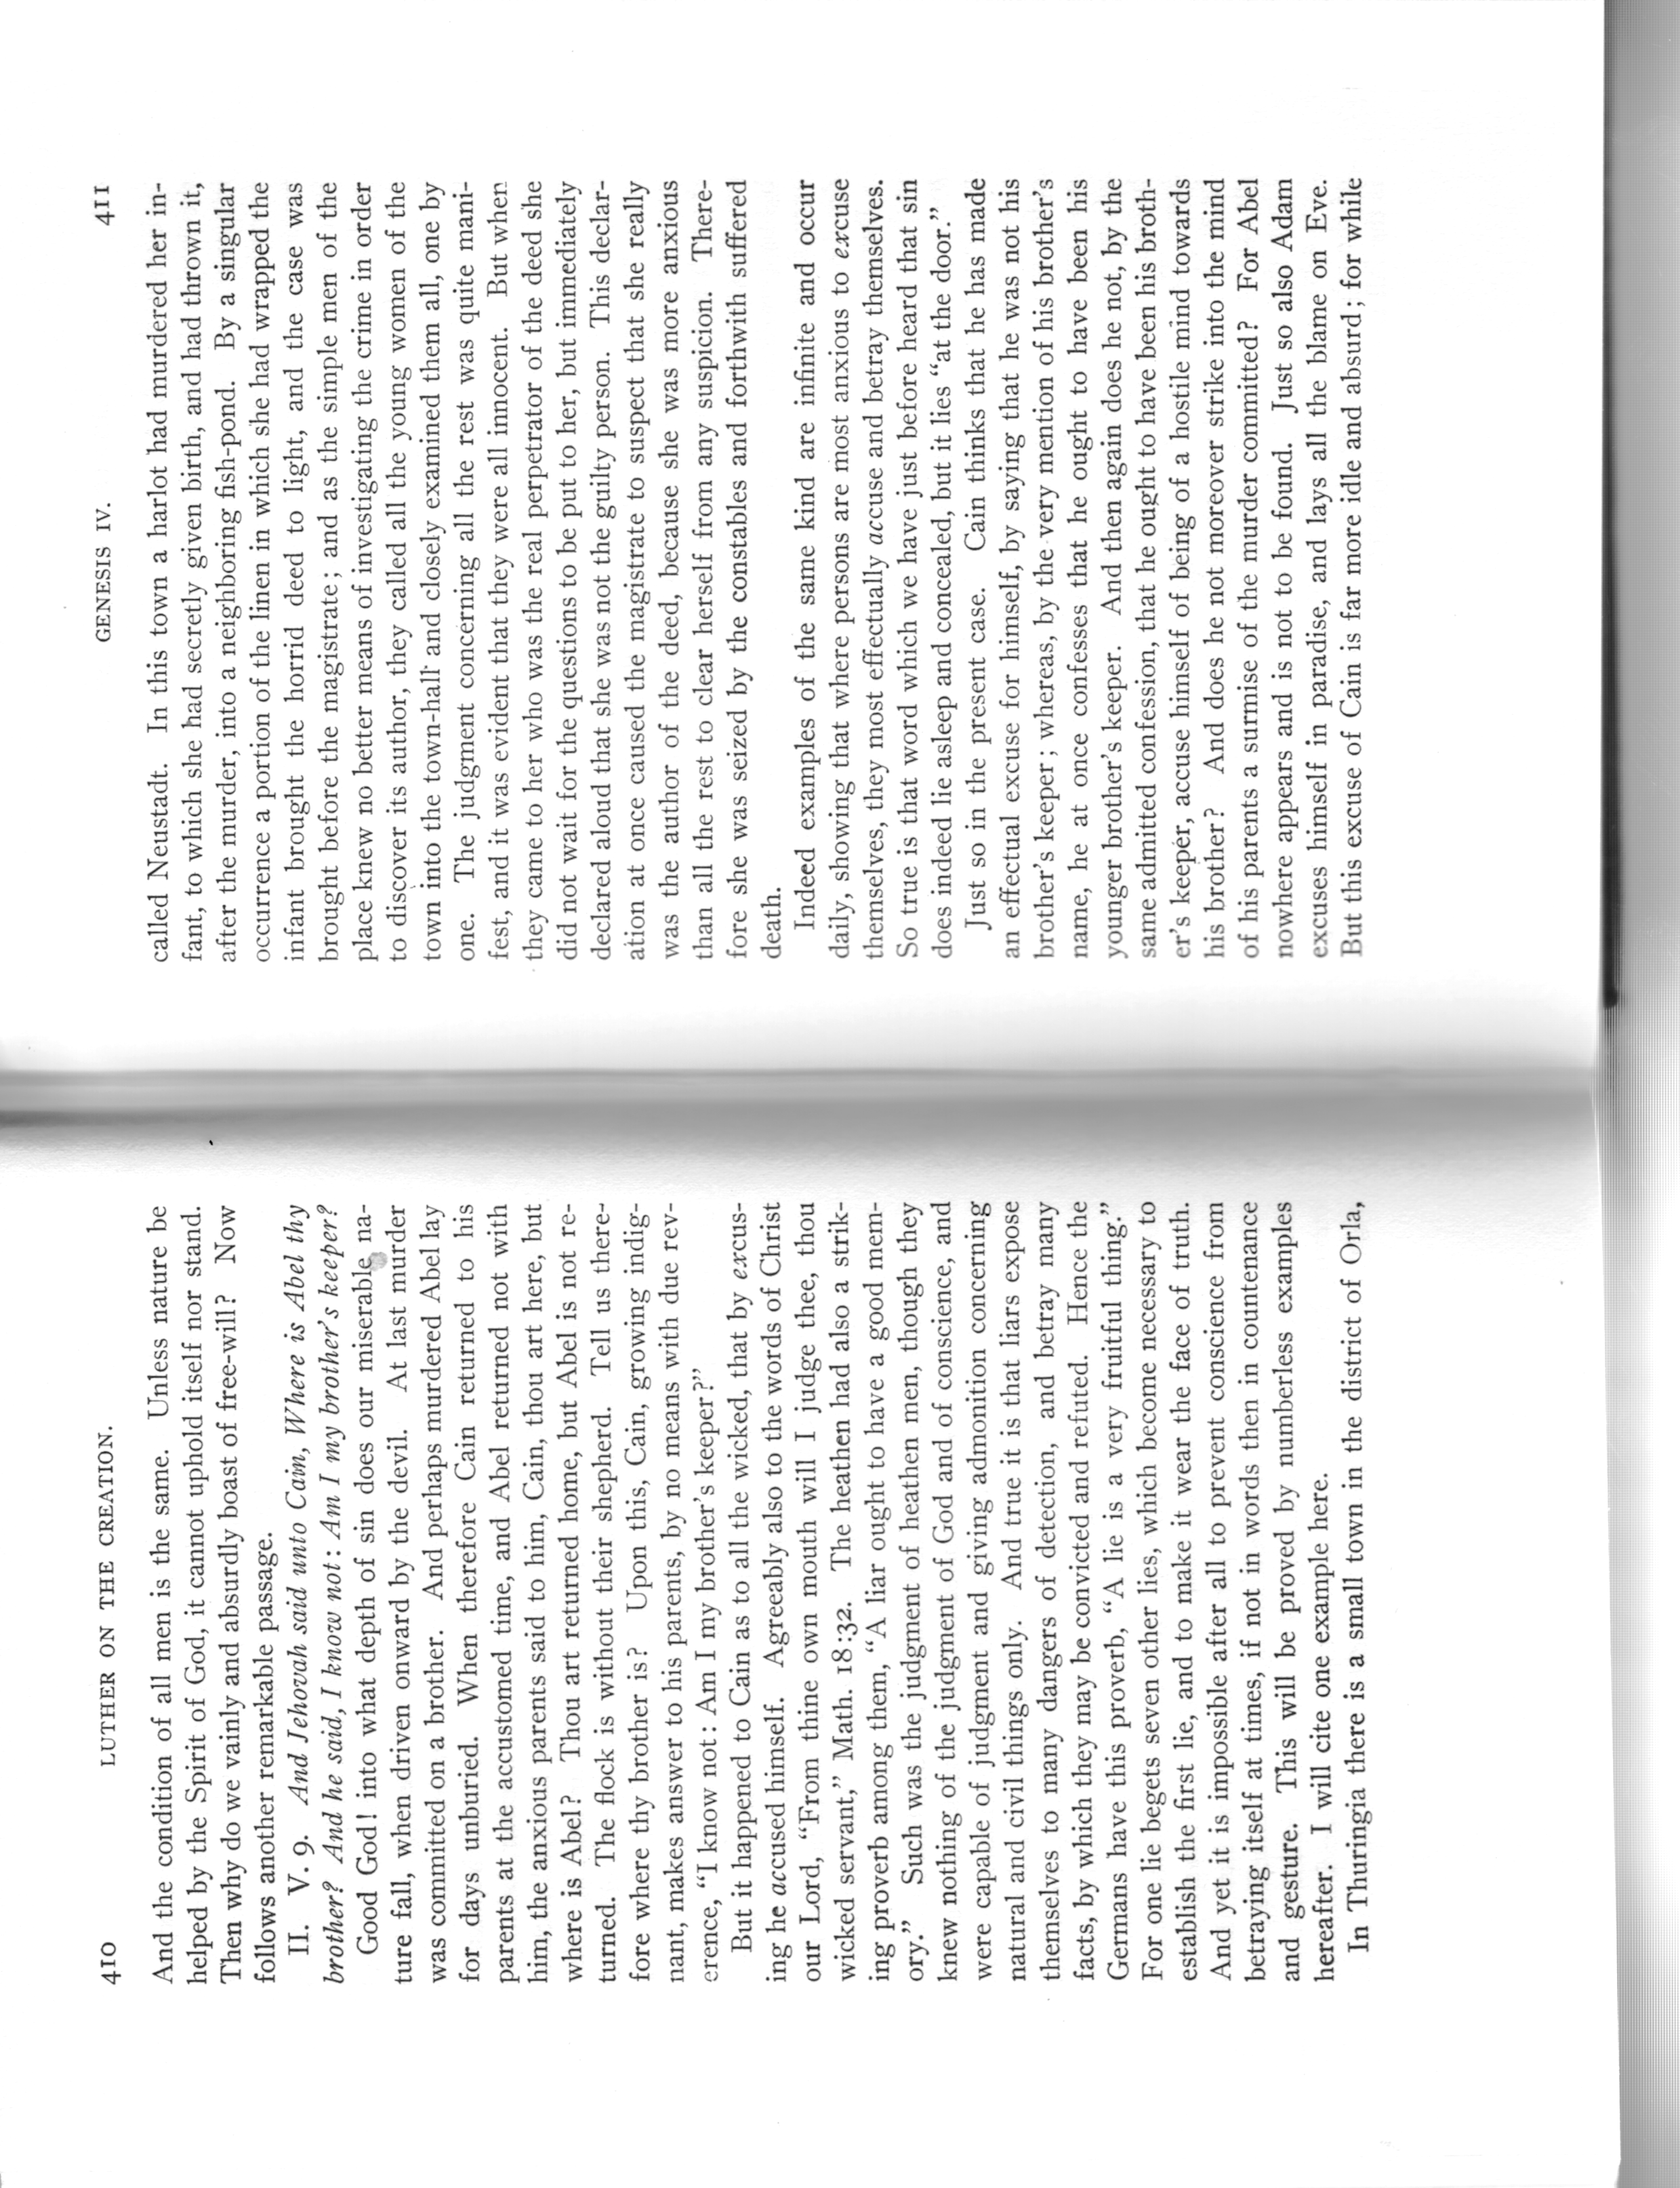 410 LUTHER ON THE CREATION.
And the condition of all men is the same. Unless nature be
helped by the Spirit of God, it cannot uphold itself nor stand.
Then why do we vainly and absurdly boast of free-will? Now
follows another remarkable passage.
II. V. 9. And Jehovah said unto Cain, Where is Abel thy
brother? And he said, I know not: Am I my brother's keeper?
Good God! into what depth of sin does our miserable na-
ture fall, when driven onward by the devil. At last murder
was committed on a brother. And perhaps murdered Abel lay
for days unburied. When therefore Cain returned to his
parents at the accustomed time, and Abel returned not with
him, the anxious parents said to him, Cain, thou art here, but
where is Abel? Thou art returned home, but Abel is not re-
turned. The flock is without their shepherd. Tell us there-
fore where thy brother is? Upon this, Cain, growing indig-
nant, makes answer to his parents, by no means with due rev-
erence, “I know not: Am I my brother's keeper?”
But it happened to Cain as to all the wicked, that by excus-
ing he accused himself. Agreeably also to the words of Christ
our Lord, “From thine own mouth will I judge thee, thou
wicked servant,” Math. 18:32. The heathen had also a strik-
ing proverb among them, “A liar ought to have a good mem-
ory.” Such was the judgment of heathen men, though they
knew nothing of the judgment of God and of conscience, and
were capable of judgment and giving admonition concerning
natural and civil things only. And true it is that liars expose
themselves to many dangers of detection, and betray many
facts, by which they may be convicted and refuted. Hence the
Germans have this proverb, “A lie is a very fruitful thing.”
For one lie begets seven other lies, which become necessary to
establish the first lie, and to make it wear the face of truth.
And yet it is impossible after all to prevent conscience from
betraying itself at times, if not in words then in countenance
and gesture. This will be proved by numberless examples
hereafter. I will cite one example here.
In Thuringia there is a small town in the district of Orla,
GENESIS IV. 411
called Neustadt. In this town a harlot had murdered her in-
fant, to which she had secretly given birth, and had thrown it,
after the murder, into a neighboring fish-pond. By a singular
occurrence a portion of the linen in which she had wrapped the
infant brought the horrid deed to light, and the case was
brought before the magistrate; and as the simple men of the
place knew no better means of investigating the crime in order
to discover its author, they called all the young women of the
town into the town-hall and closely examined them all, one by
one. The judgment concerning all the rest was quite mani-
fest, and it was evident that they were all innocent. But when
they came to her who was the real perpetrator of the deed she
did not wait for the questions to be put to her, but immediately
declared aloud that she was not the guilty person. This declar-
ation at once caused the magistrate to suspect that she really
was the author of the deed, because she was more anxious
than all the rest to clear herself from any suspicion. There-
fore she was seized by the constables and forthwith suffered
death.
Indeed examples of the same kind are infinite and occur
daily, showing that where persons are most anxious to excuse
themselves, they most effectually accuse and betray themselves.
So true is that word which we have just before heard that sin
does indeed lie asleep and concealed, but it lies “at the door.”
Just so in the present case. Cain thinks that he has made
an effectual excuse for himself, by saying that he was not his
brother's keeper; whereas, by the very mention of his brother's
name, he at once confesses that he ought to have been his
younger brother's keeper. And then again does he not, by the
same admitted confession, that he ought to have been his broth-
er's keeper, accuse himself of being of a hostile mind towards
his brother? And does he not moreover strike into the mind
of his parents a surmise of the murder committed? For Abel
nowhere appears and is not to be found. Just so also Adam
excuses himself in paradise, and lays all the blame on Eve.
But this excuse of Cain is far more idle and absurd; for while